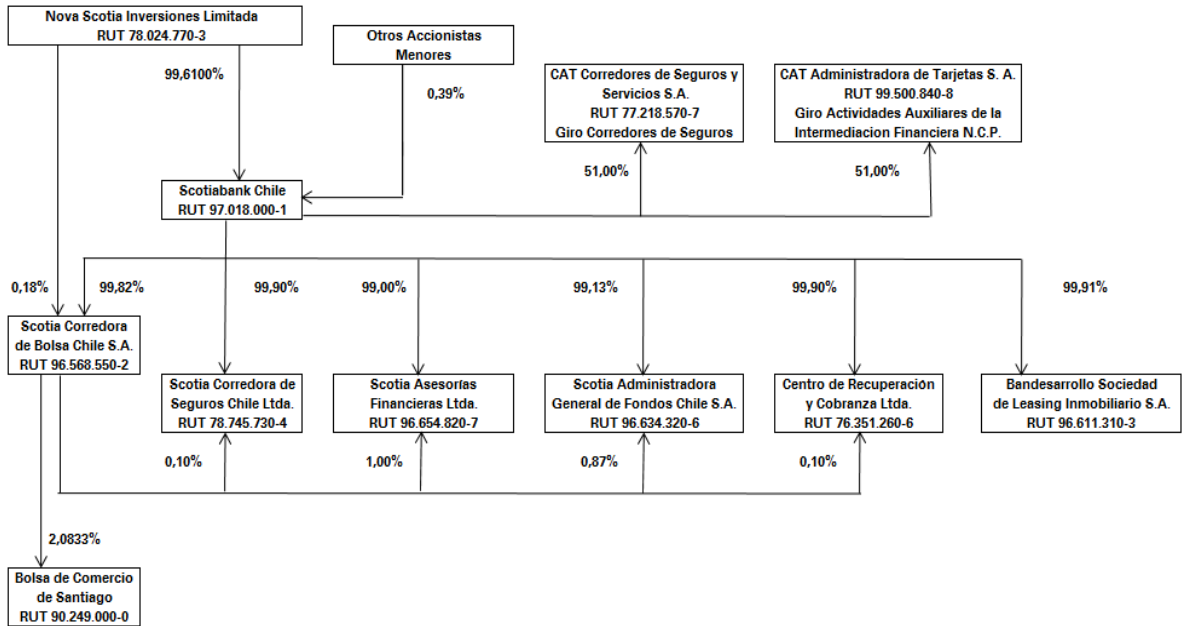 Nova Scotia Inversiones Limitada
RUT 78.024.770-3
Otros Accionistas
Menores
99,6100%
0,39%
CAT Corredores de Seguros y
Servicios S.A.
RUT 77.218.570-7
Giro Corredores de Seguros
CAT Administradora de Tarjetas S. A.
RUT 99.500.840-8
Giro Actividades Auxiliares de la
Intermediacion Financiera N.C.P.
51,00%
51,00%
Scotiabank Chile
RUT 97.018.000-1
0,18%
99,82%
99,90%
99,00%
99,13%
99,90%
99,91%
Scotia Corredora
de Bolsa Chile S.A.
RUT 96.568.550-2
Scotia Corredora de
Seguros Chile Ltda.
RUT 78.745.730-4
Scotia Asesorías
Financieras Ltda.
RUT 96.654.820-7
Scotia Administradora
General de Fondos Chile S.A.
RUT 96.634.320-6
Centro de Recuperación
y Cobranza Ltda.
RUT 76.351.260-6
Bandesarrollo Sociedad
de Leasing Inmobiliario S.A.
RUT 96.611.310-3
0,10%
1,00%
0,87%
0,10%
2,0833%
Bolsa de Comercio
de Santiago
RUT 90.249.000-0